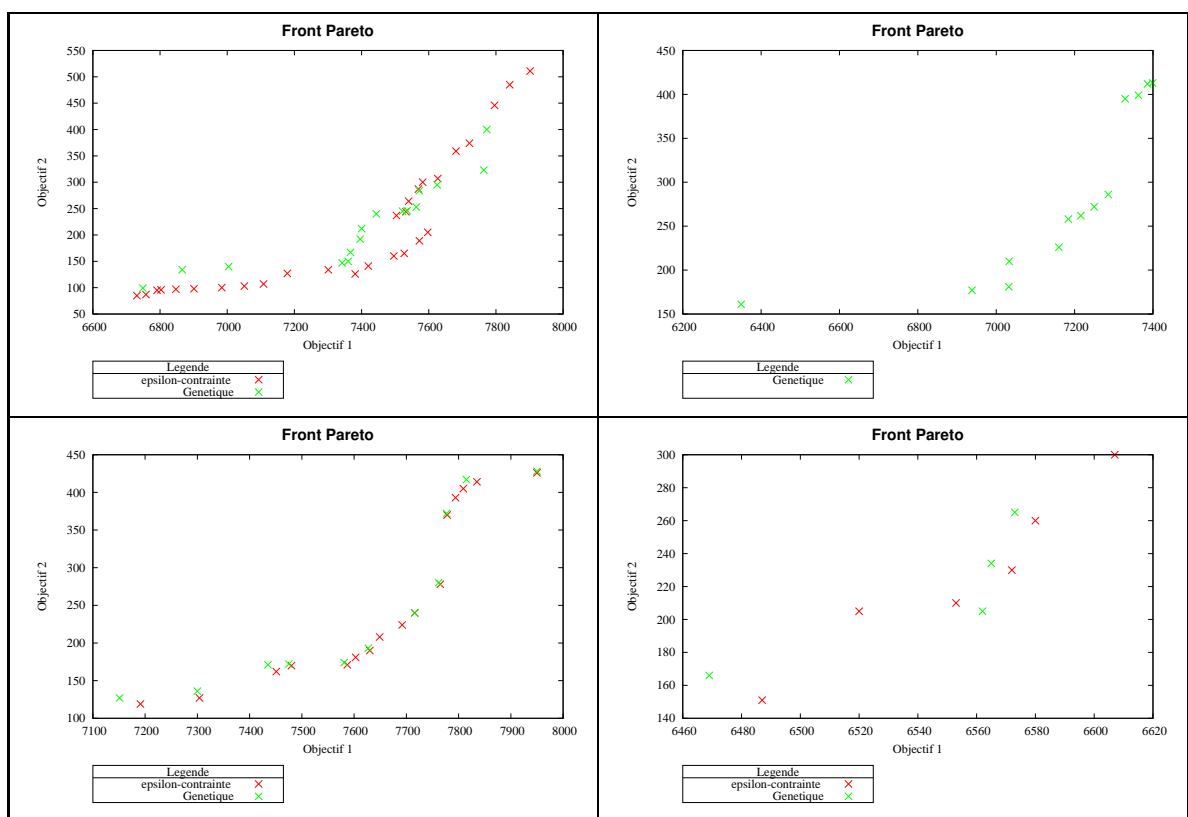 Front Pareto
550
500
450
400
350
300
250
200
150
100
50
Objectif 2
6600 6800 7000 7200 7400 7600 7800 8000
Objectif 1
Legende
epsilon-contrainte
Genetique
Front Pareto
450
400
350
300
250
200
150
Objectif 2
6200 6400 6600 6800 7000 7200 7400
Objectif 1
Legende
Genetique
Front Pareto
450
400
350
300
250
200
150
100
Objectif 2
7100 7200 7300 7400 7500 7600 7700 7800 7900 8000
Objectif 1
Legende
epsilon-contrainte
Genetique
Front Pareto
300
280
260
240
220
200
180
160
140
Objectif 2
6460 6480 6500 6520 6540 6560 6580 6600 6620
Objectif 1
Legende
epsilon-contrainte
Genetique